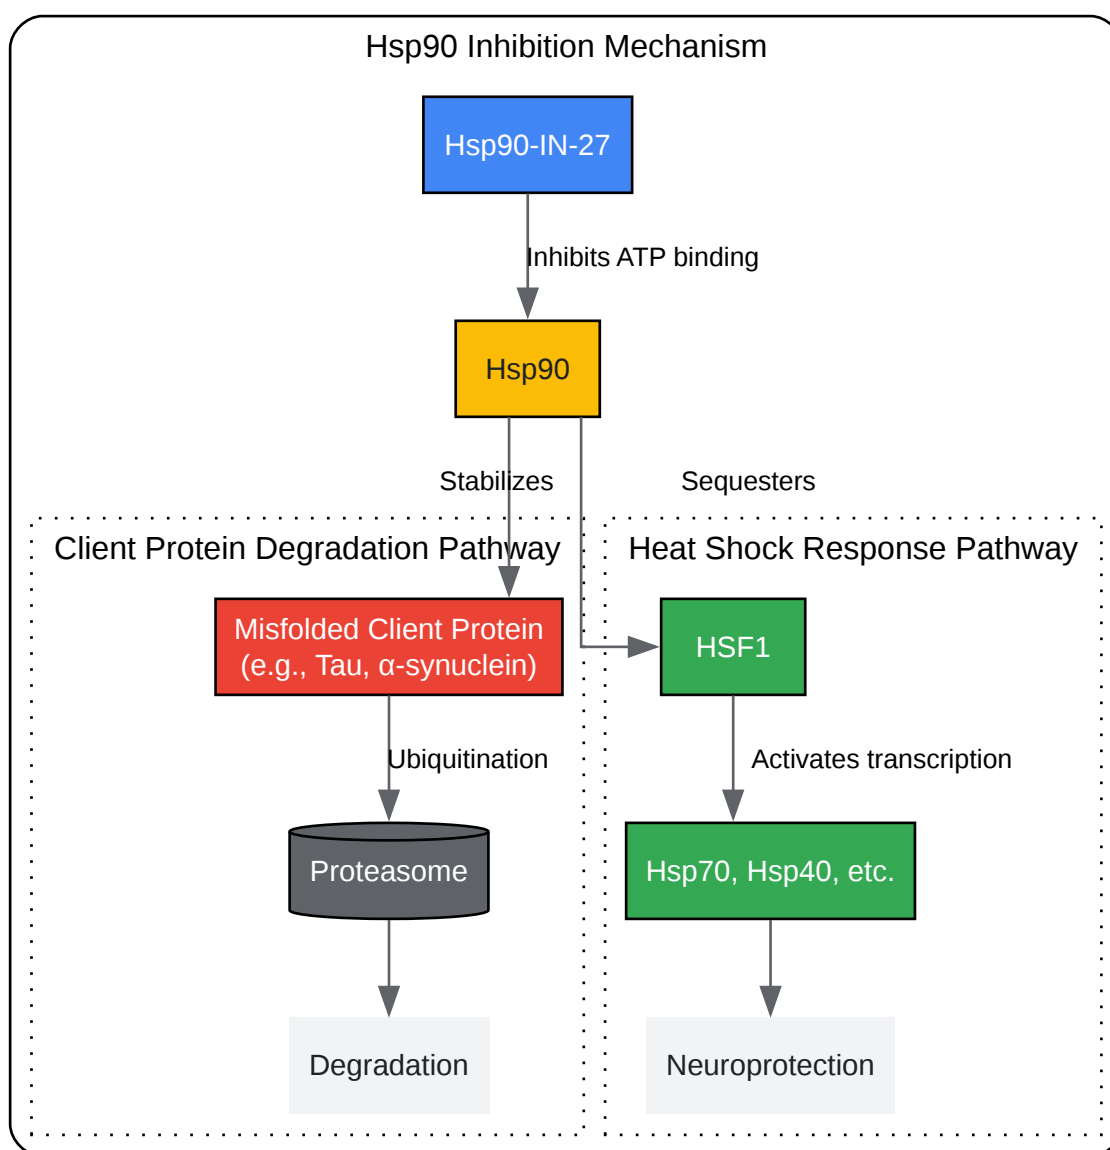 Hsp90 Inhibition Mechanism
Hsp90-IN-27
Inhibits ATP binding
Hsp90
Stabilizes
Sequesters
Client Protein Degradation Pathway
Heat Shock Response Pathway
Misfolded Client Protein
(e.g., Tau, α-synuclein)
HSF1
Ubiquitination
Activates transcription
Proteasome
Hsp70, Hsp40, etc.
Degradation
Neuroprotection